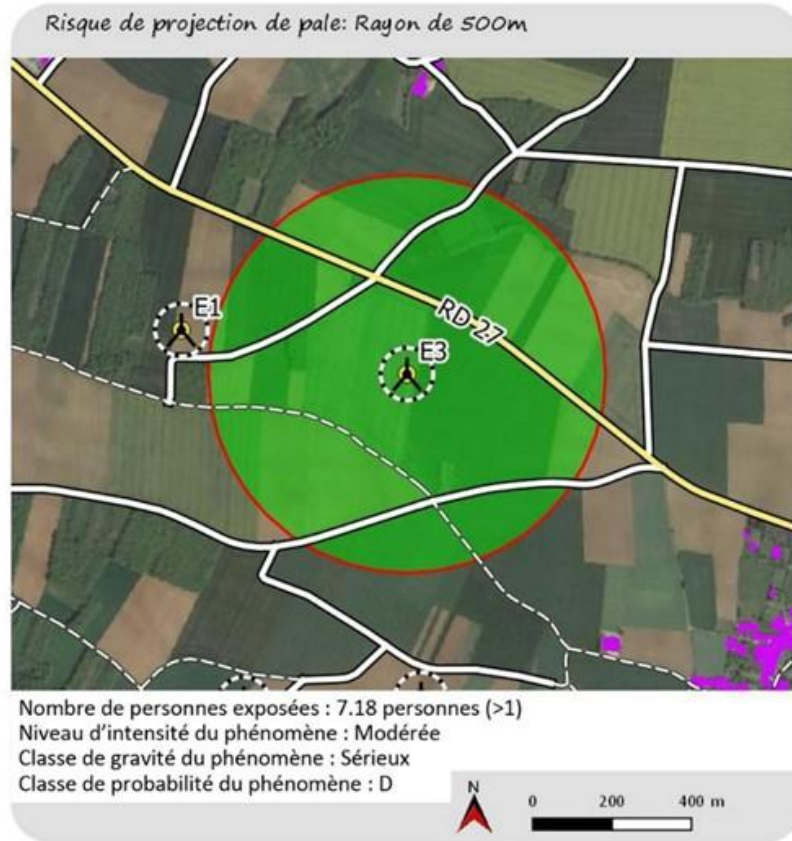 Risque de projection de pale: Rayon de 500m
E1
RD 27
E3
Nombre de personnes exposées : 7.18 personnes (>1)
Niveau d'intensité du phénomène : Modérée
Classe de gravité du phénomène : Sérieux
Classe de probabilité du phénomène : D
N
0 200 400 m